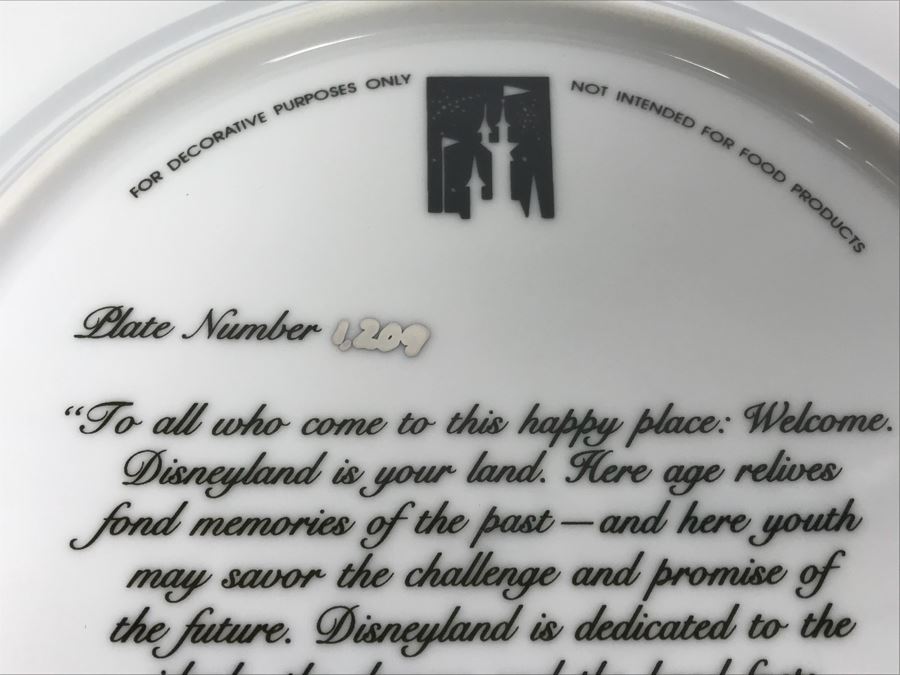 FOR DECORATIVE PURPOSES ONLY
NOT INTENDED FOR FOOD PRODUCTS
Plate Number 1,209
“To all who come to this happy place: Welcome.
Disneyland is your land. Here age relives
fond memories of the past—and here youth
may savor the challenge and promise of
the future. Disneyland is dedicated to the